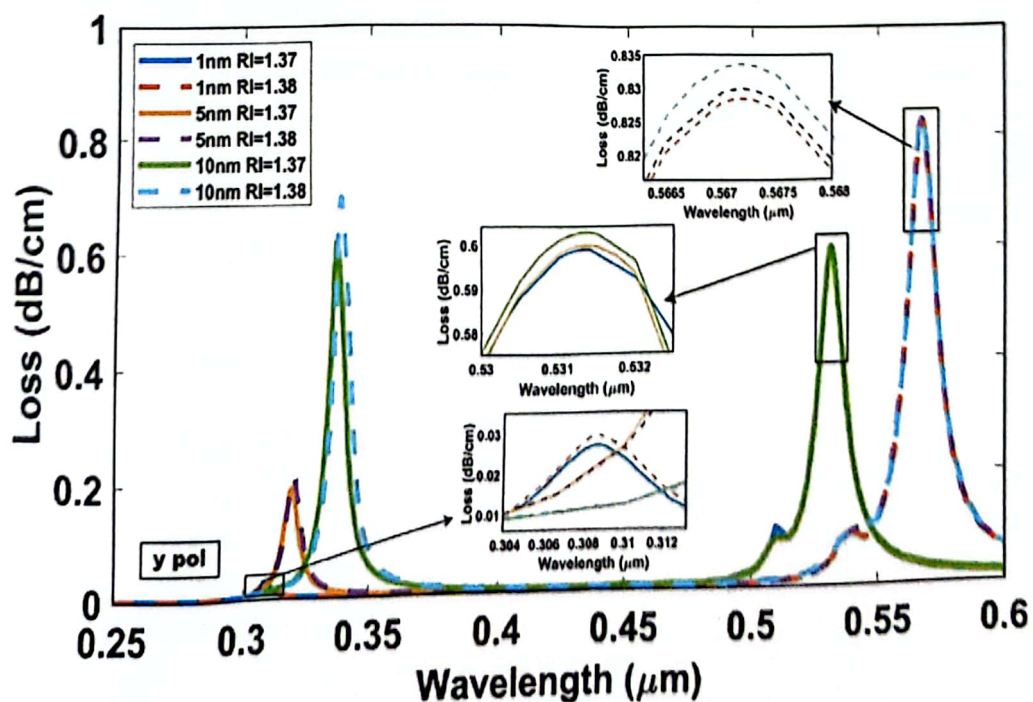 1nm RI=1.37
1nm RI=1.38
5nm RI=1.37
5nm RI=1.38
10nm RI=1.37
10nm RI=1.38
Loss (dB/cm)
1
0.8
0.6
0.4
0.2
0
0.25
0.3
0.35
0.4
0.45
0.5
0.55
0.6
Wavelength (μm)
y pol
Loss (dB/cm)
0.835
0.83
0.825
0.82
0.5665
0.567
0.5675
0.568
Wavelength (μm)
Loss (dB/cm)
0.6
0.59
0.58
0.53
0.531
0.532
Wavelength (μm)
Loss (dB/cm)
0.03
0.02
0.01
0.304
0.306
0.308
0.31
0.312
Wavelength (μm)